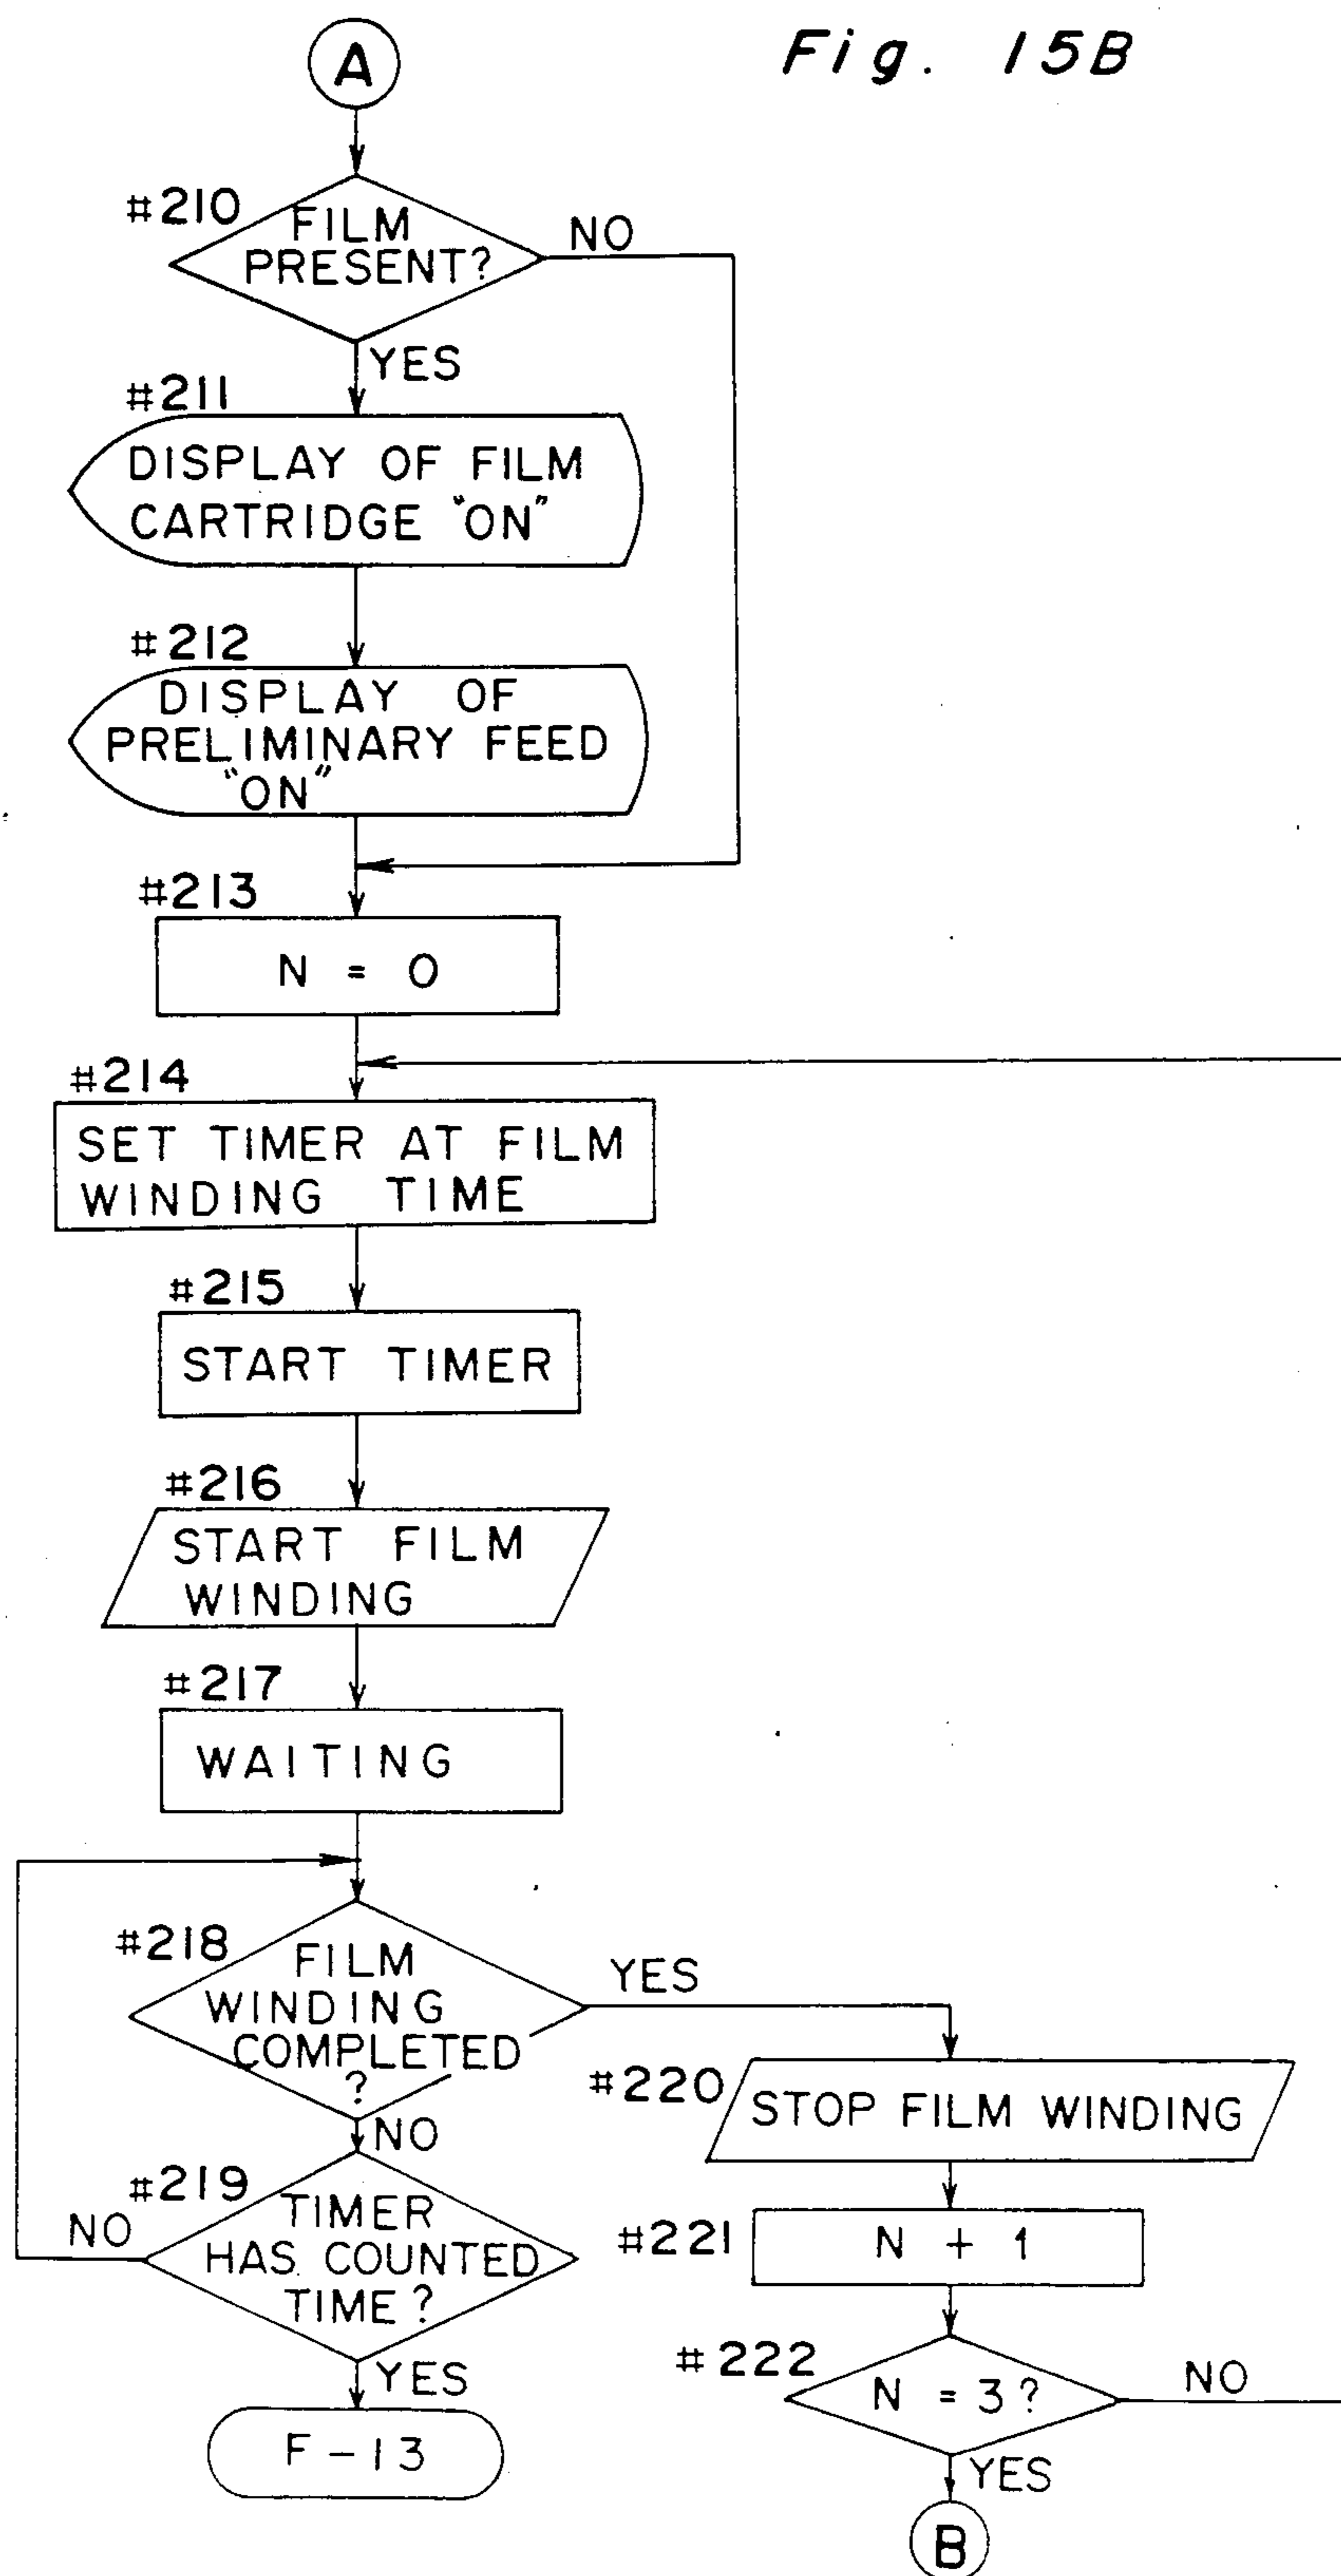 Fig. 15B
A
#210
FILM
PRESENT?
NO
YES
#211
DISPLAY OF FILM
CARTRIDGE "ON"
#212
DISPLAY OF
PRELIMINARY FEED
"ON"
#213
N = 0
#214
SET TIMER AT FILM
WINDING TIME
#215
START TIMER
#216
START FILM
WINDING
#217
WAITING
#218
FILM
WINDING
COMPLETED
?
YES
NO
#219
TIMER
HAS COUNTED
TIME?
NO
YES
F-13
#220
STOP FILM WINDING
#221
N + 1
#222
N = 3?
NO
YES
B